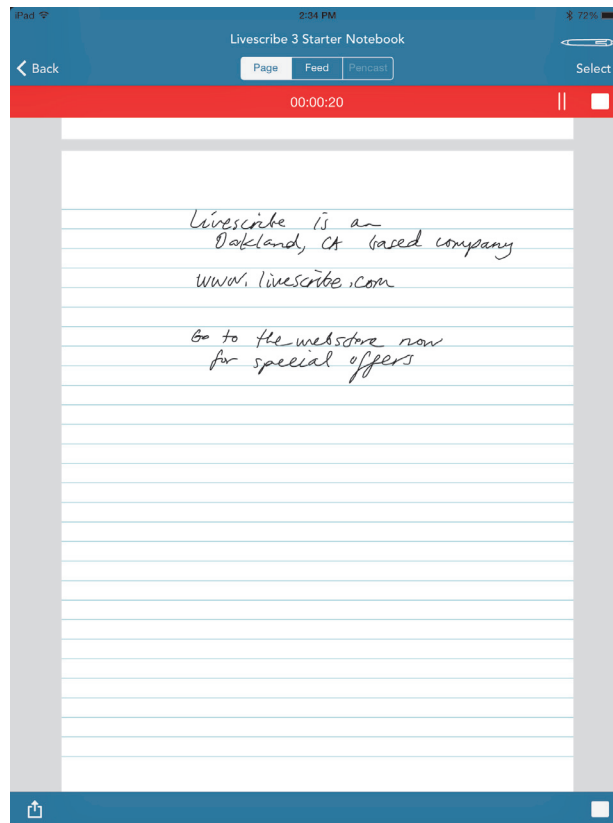 iPad
2:34 PM
72%
Livescribe 3 Starter Notebook
Back
Page
Feed
Pencast
Select
00:00:20
Livescribe is an
Oakland, CA based company
www.livescribe.com
Go to the webstore now
for special offers